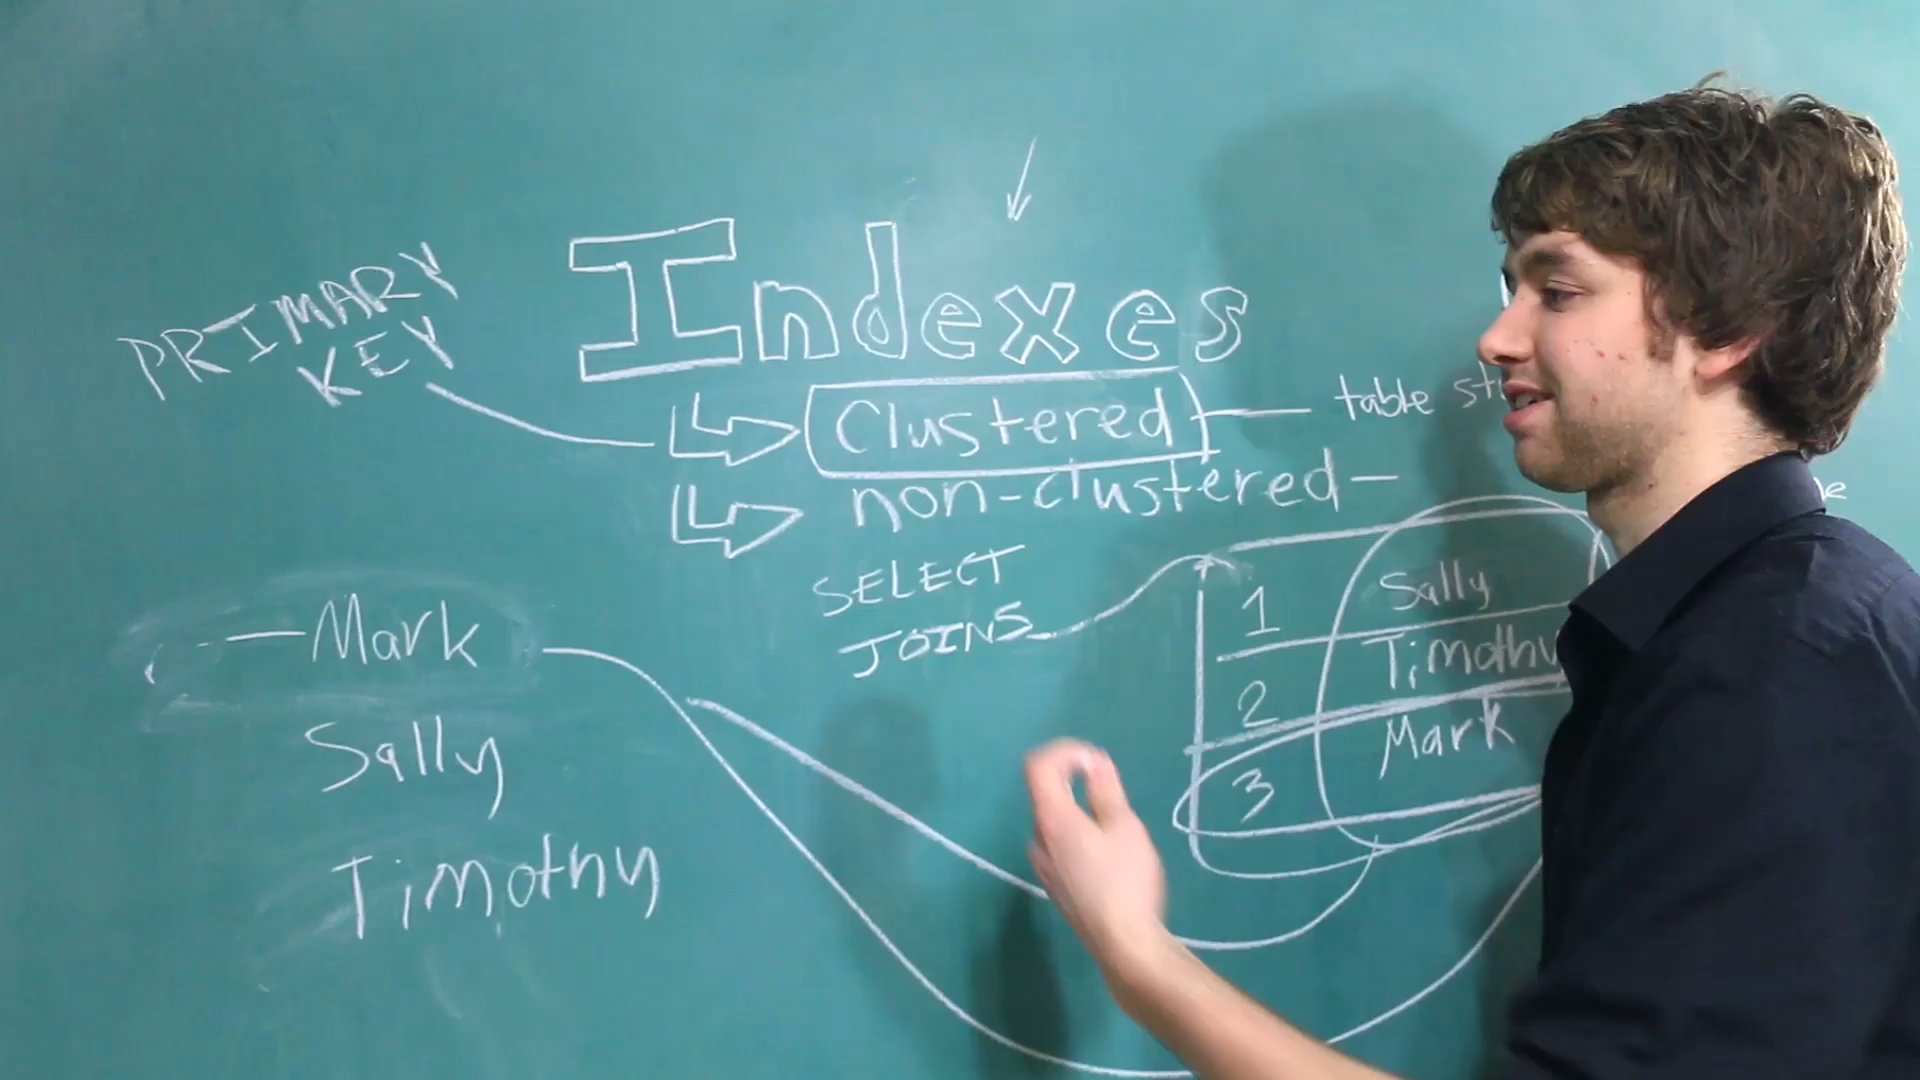 PRIMARY
KEY
Indexes
Clustered — table
non-clustered —
SELECT
JOINS
Mark
Sally
Timothy
1 Sally
2 Timothy
3 Mark